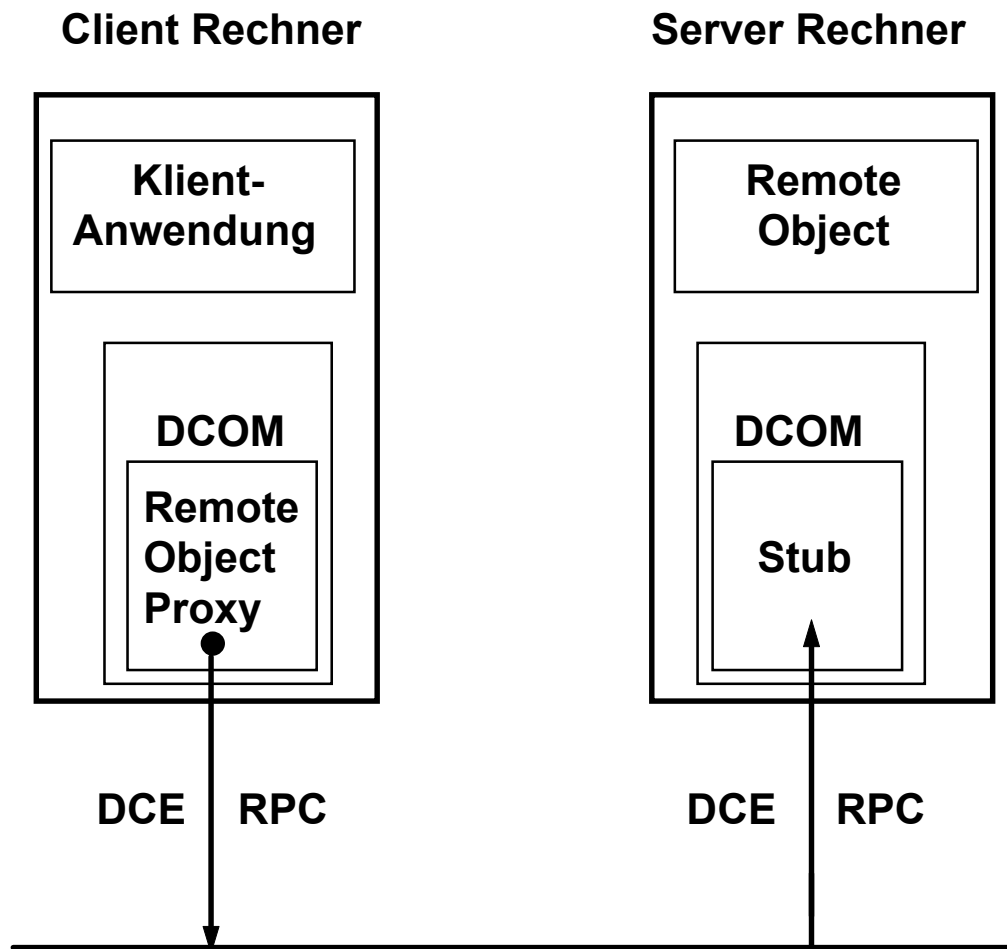 Client Rechner
Klient-
Anwendung
DCOM
Remote
Object
Proxy
DCE RPC
Server Rechner
Remote
Object
DCOM
Stub
DCE RPC